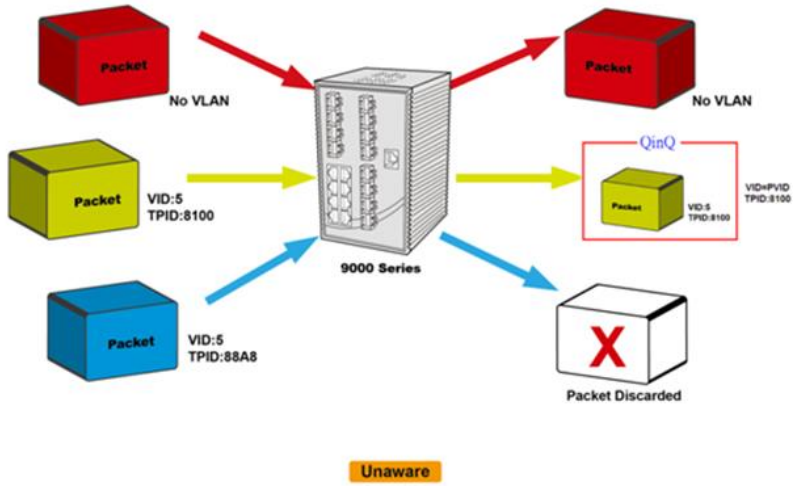 Packet
No VLAN
Packet
VID:5
TPID:8100
Packet
VID:5
TPID:88A8
9000 Series
Packet
No VLAN
QinQ
Packet
VID:5
TPID:8100
VID=PVID
TPID:8100
X
Packet Discarded
Unaware